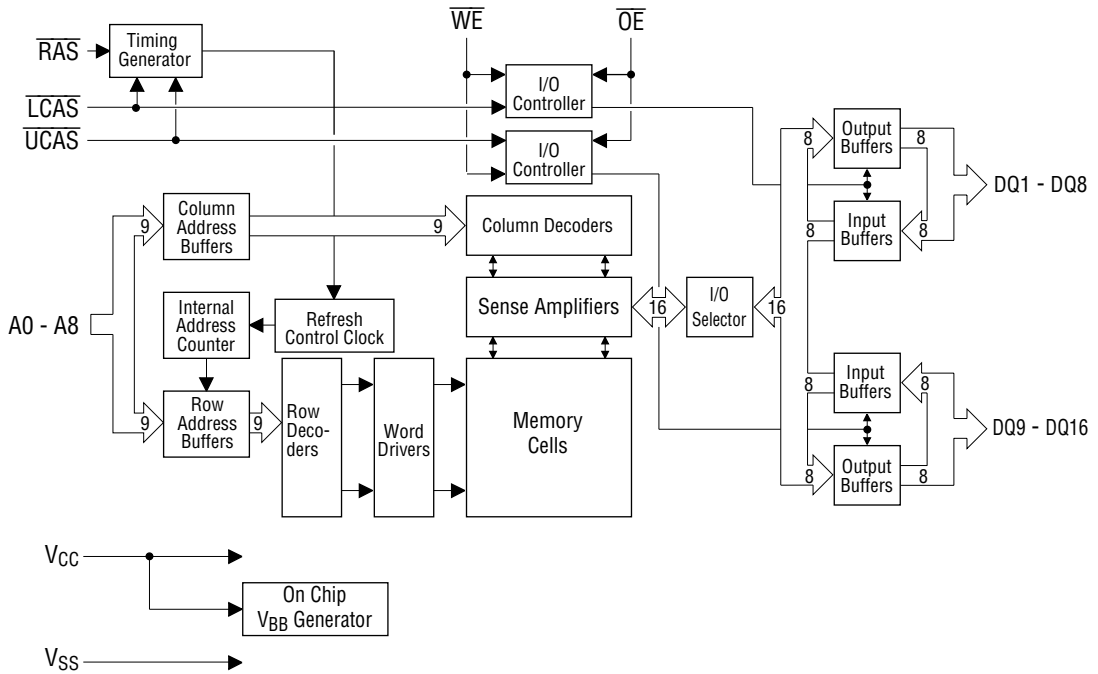 RAS
Timing
Generator
WE
OE
LCAS
I/O
Controller
UCAS
I/O
Controller
Output
Buffers
8
8
DQ1 - DQ8
Input
Buffers
8
8
Column
Address
Buffers
9
9
Column Decoders
A0 - A8
Internal
Address
Counter
Refresh
Control Clock
Sense Amplifiers
16
I/O
Selector
16
Row
Address
Buffers
9
9
Row
Deco-
ders
Word
Drivers
Memory
Cells
Input
Buffers
8
8
DQ9 - DQ16
Output
Buffers
8
8
VCC
On Chip
VBB Generator
VSS